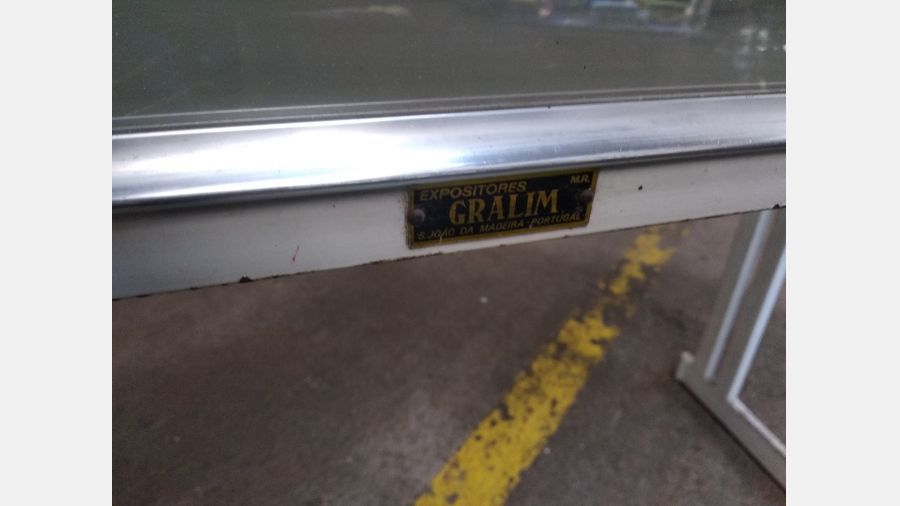 EXPOSITORES M.R.
GRALIM
S. JOÃO DA MADEIRA - PORTUGAL